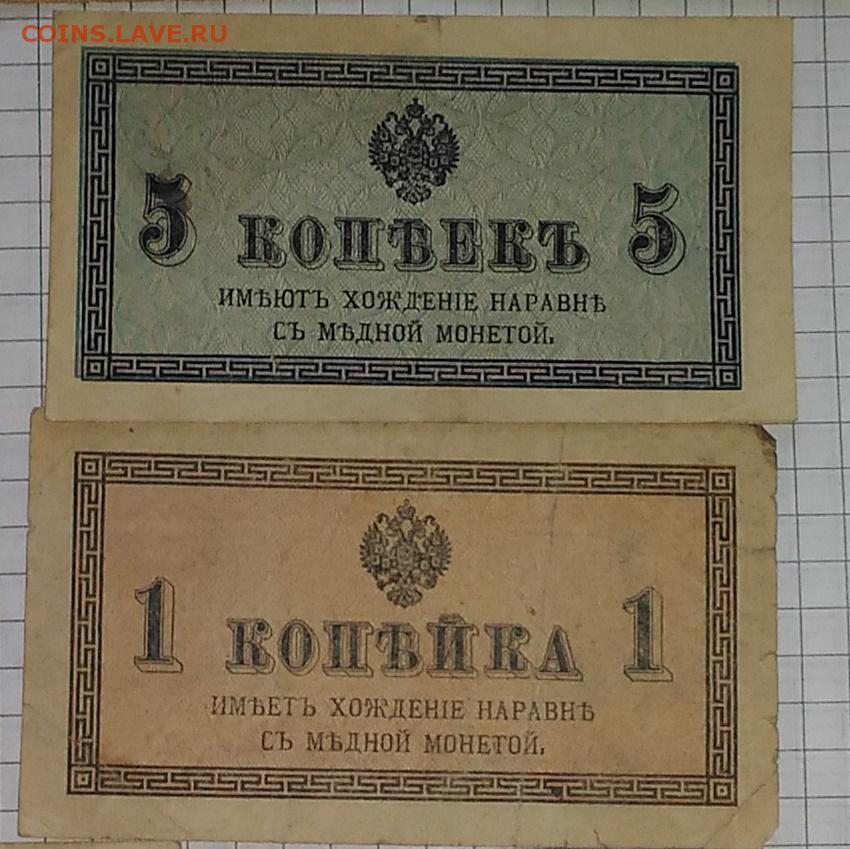 COINS.LAVE.RU
5 КОПѢЕКЪ 5
ИМѢЮТЪ ХОЖДЕНІЕ НАРАВНѢ
СЪ МѢДНОЙ МОНЕТОЙ.
1 КОПѢЙКА 1
ИМѢЕТЪ ХОЖДЕНІЕ НАРАВНѢ
СЪ МѢДНОЙ МОНЕТОЙ.